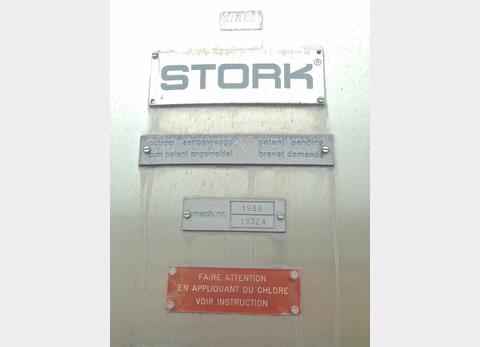 STORK®
octrooi aangevraagd patent pending
zum patent angemeldet brevet demandé
mach. nr. 1986
19324
FAIRE ATTENTION
EN APPLIQUANT DU CHLORE
VOIR INSTRUCTION